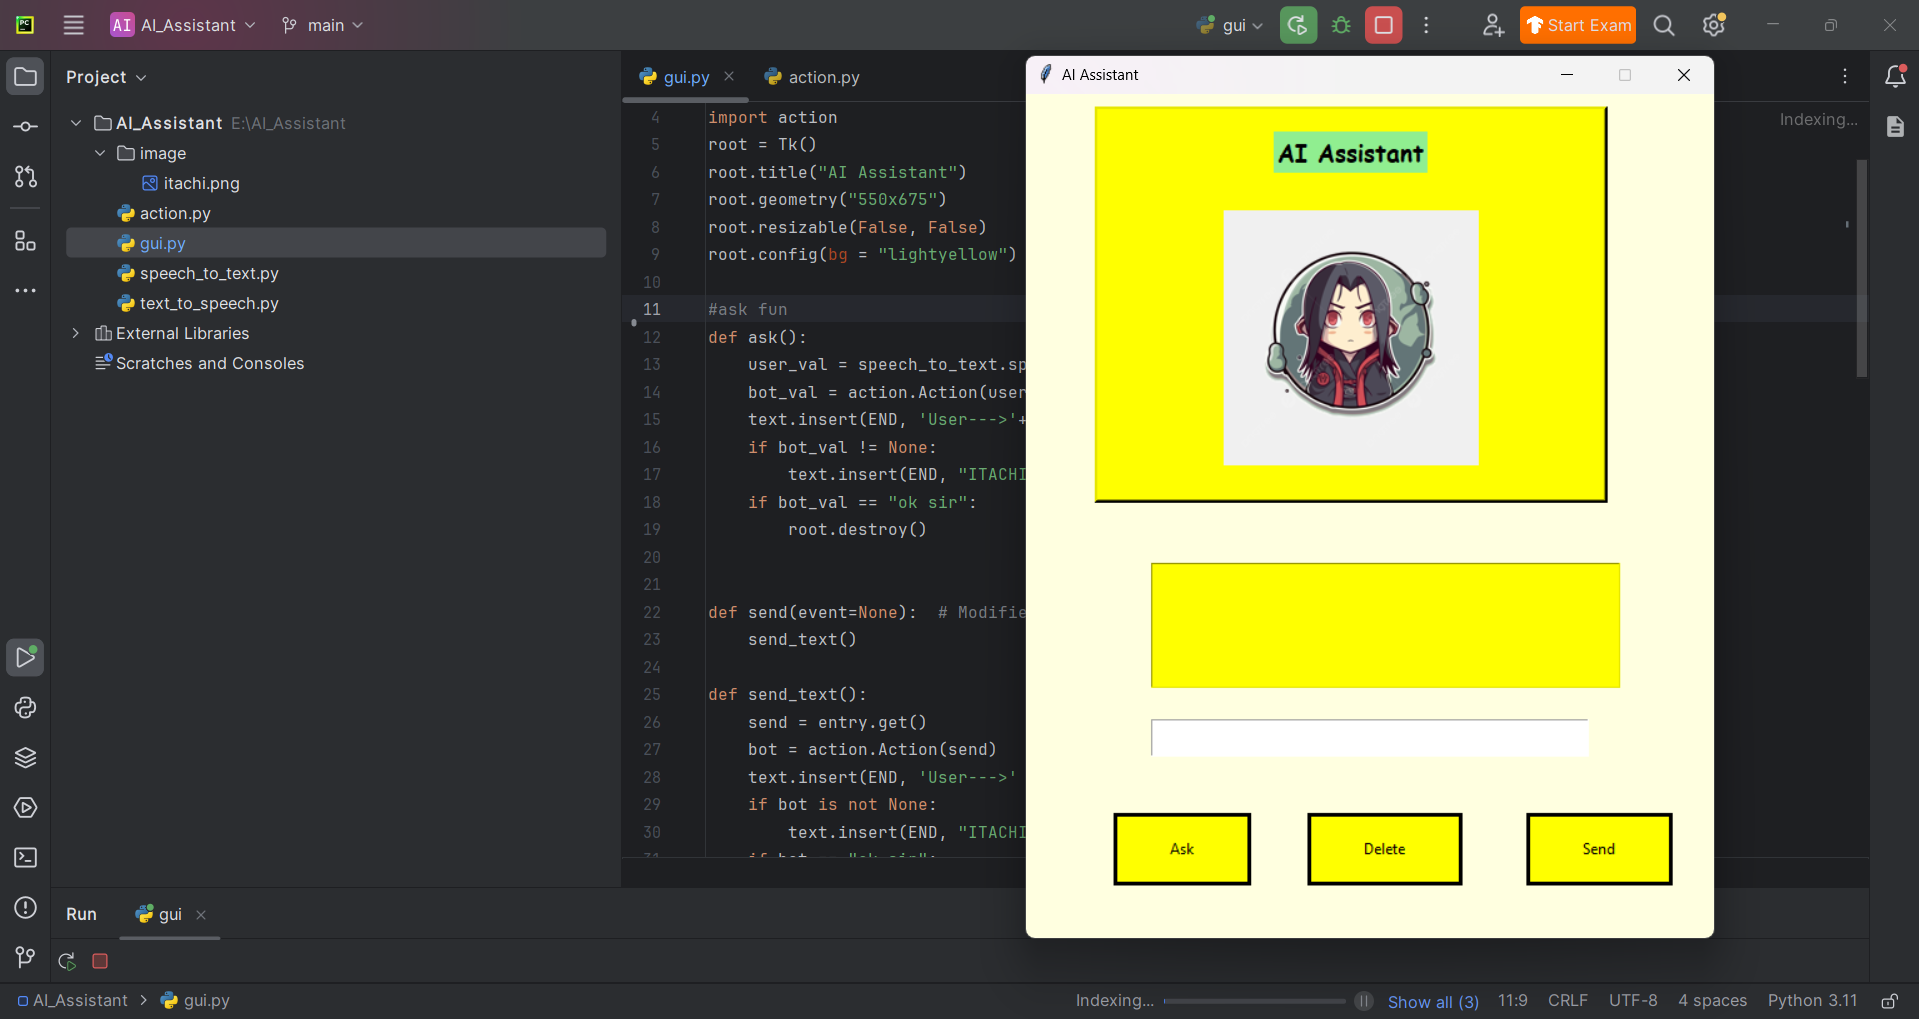 PC
AI AI_Assistant main
gui
Start Exam
Project
AI_Assistant E:\AI_Assistant
image
itachi.png
action.py
gui.py
speech_to_text.py
text_to_speech.py
External Libraries
Scratches and Consoles
gui.py action.py
Indexing...
4 import action
5 root = Tk()
6 root.title("AI Assistant")
7 root.geometry("550x675")
8 root.resizable(False, False)
9 root.config(bg = "lightyellow")
10
11 #ask fun
12 def ask():
13 user_val = speech_to_text.sp
14 bot_val = action.Action(user
15 text.insert(END, 'User--->'+
16 if bot_val != None:
17 text.insert(END, "ITACHI
18 if bot_val == "ok sir":
19 root.destroy()
20
21
22 def send(event=None): # Modifie
23 send_text()
24
25 def send_text():
26 send = entry.get()
27 bot = action.Action(send)
28 text.insert(END, 'User--->'
29 if bot is not None:
30 text.insert(END, "ITACHI
31 if bot == "ok sir":
AI Assistant
AI Assistant
Ask Delete Send
Run gui
AI_Assistant > gui.py
Indexing... Show all (3) 11:9 CRLF UTF-8 4 spaces Python 3.11